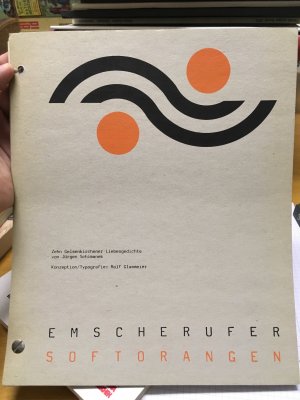 Zehn Gelsenkirchener Liebesgedichte
von Jürgen Schimanek
Konzeption/Typografie: Rolf Glasmeier
EMSCHERUFER
SOFTORANGEN